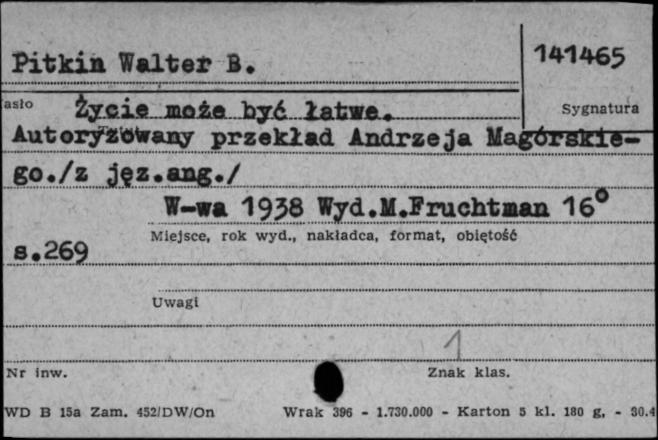 Pitkin Walter B.
141465
asło
Życie może być łatwe.
Sygnatura
Autoryzowany przekład Andrzeja Magórskie-
go./z jęz.ang./
W-wa 1938 Wyd.M.Fruchtman 16°
Miejsce, rok wyd., nakładca, format, objętość
s.269
Uwagi
1
Nr inw.
Znak klas.
WD B 15a Zam. 452/DW/On
Wrak 396 - 1.730.000 - Karton 5 kl. 180 g, - 30.4